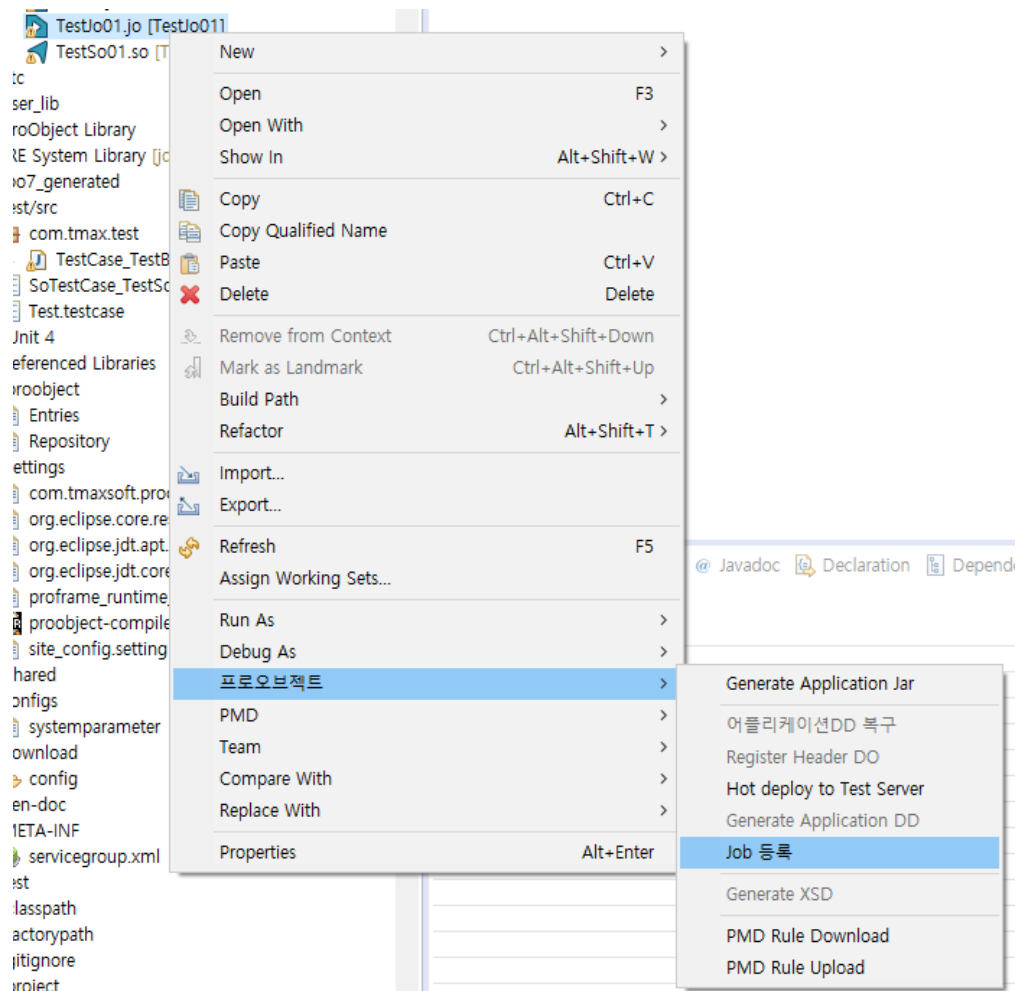 TestJo01.jo [TestJo01]
TestSo01.so [T
tc
ser_lib
roObject Library
RE System Library [jd
oo7_generated
est/src
com.tmax.test
TestCase_TestB
SoTestCase_TestSo
Test.testcase
Unit 4
eferenced Libraries
proobject
Entries
Repository
ettings
com.tmaxsoft.proo
org.eclipse.core.re
org.eclipse.jdt.apt.
org.eclipse.jdt.core
proframe_runtime_
proobject-compile
site_config.setting
hared
onfigs
systemparameter
ownload
config
en-doc
META-INF
servicegroup.xml
est
classpath
actorypath
gitignore
project
New
Open F3
Open With
Show In Alt+Shift+W
Copy Ctrl+C
Copy Qualified Name
Paste Ctrl+V
Delete Delete
Remove from Context Ctrl+Alt+Shift+Down
Mark as Landmark Ctrl+Alt+Shift+Up
Build Path
Refactor Alt+Shift+T
Import...
Export...
Refresh F5
Assign Working Sets...
Run As
Debug As
프로오브젝트
PMD
Team
Compare With
Replace With
Properties Alt+Enter
@ Javadoc Declaration Depende
Generate Application Jar
어플리케이션DD 복구
Register Header DO
Hot deploy to Test Server
Generate Application DD
Job 등록
Generate XSD
PMD Rule Download
PMD Rule Upload